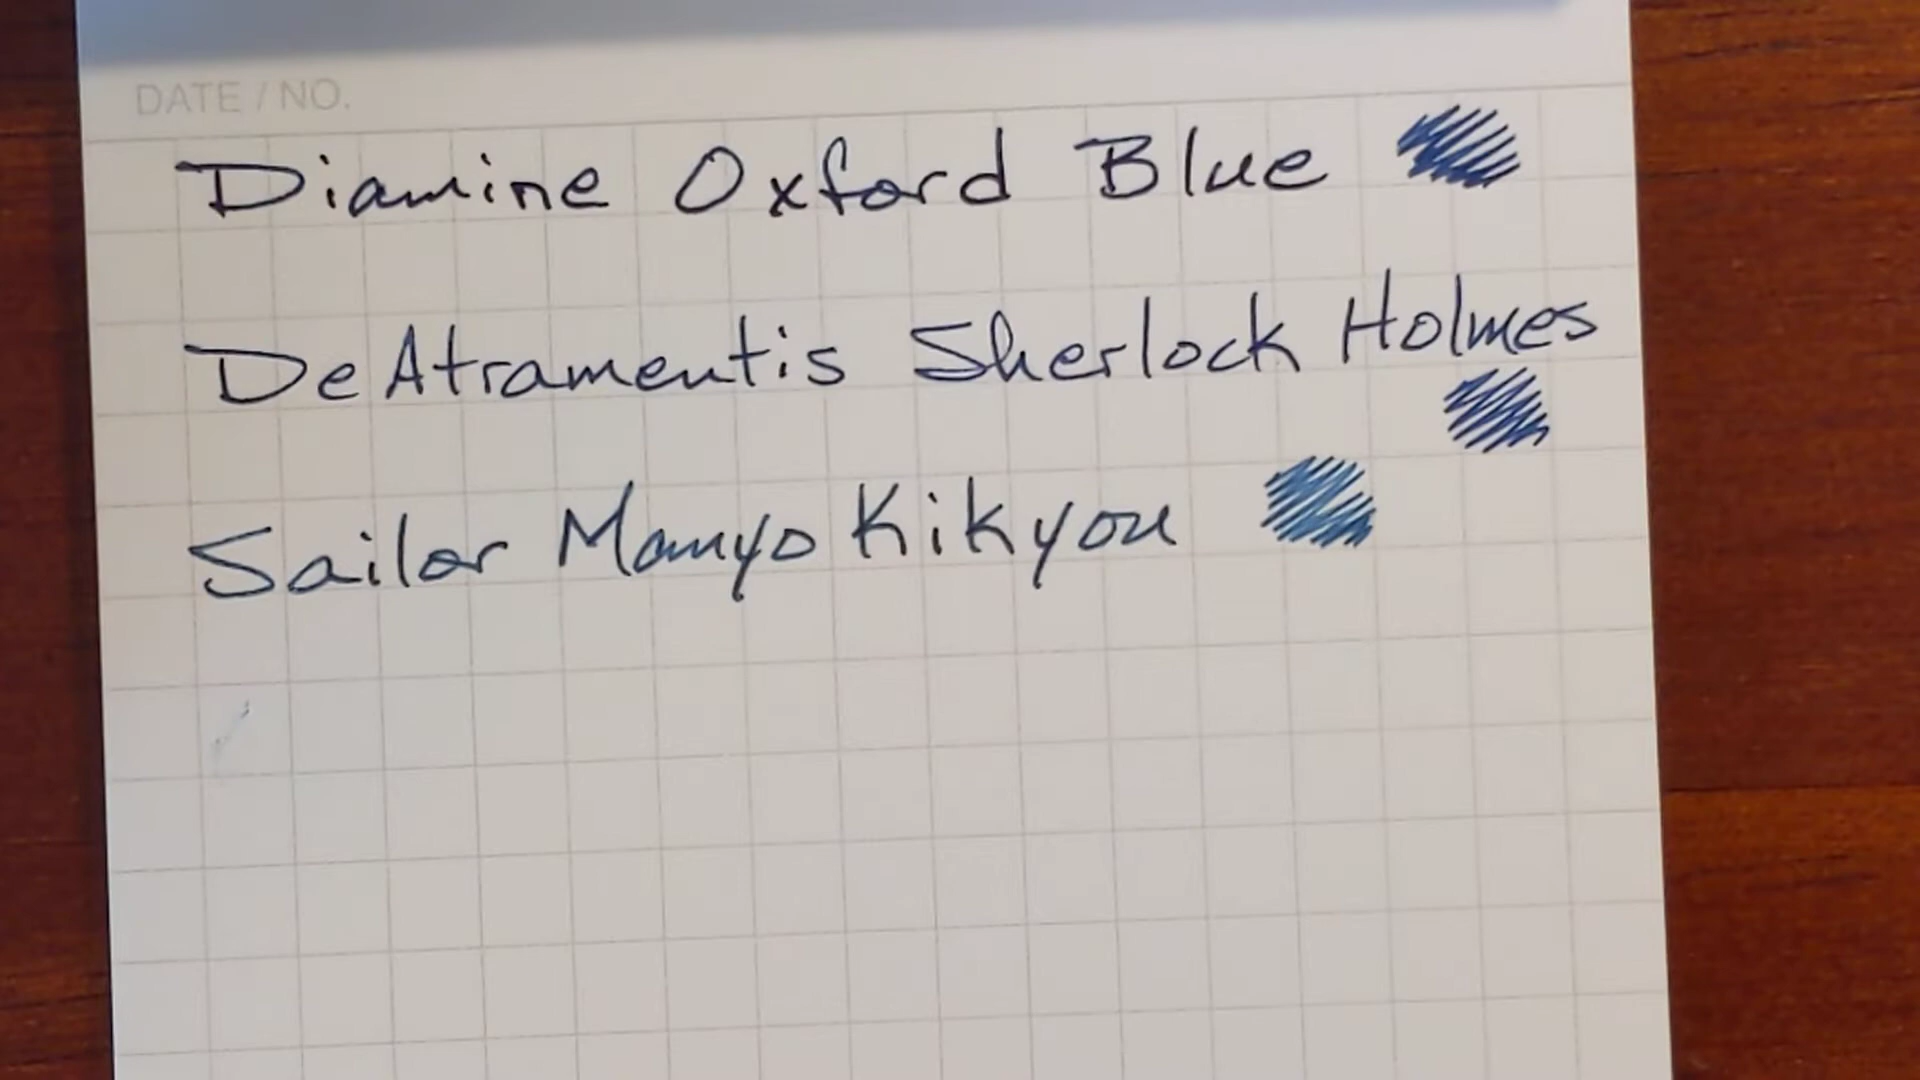 DATE / NO.
Diamine Oxford Blue
DeAtramentis Sherlock Holmes
Sailor Manyo Kikyou